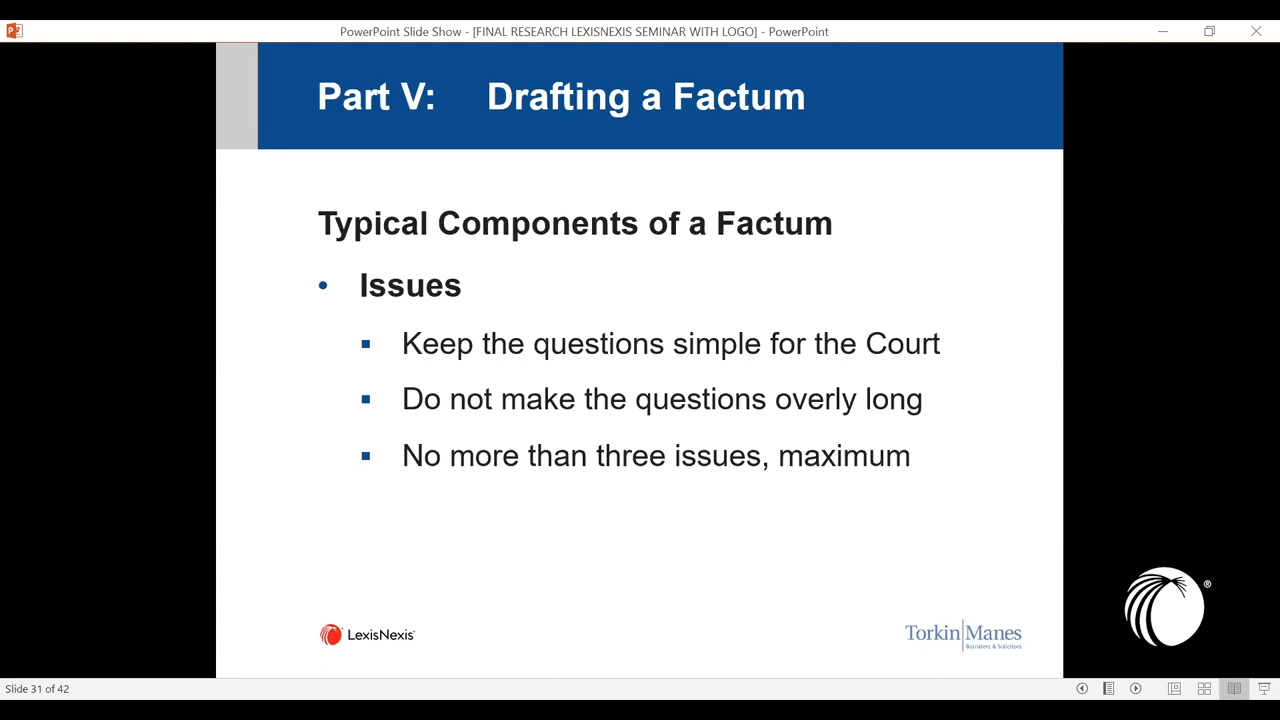 PowerPoint Slide Show - [FINAL RESEARCH LEXISNEXIS SEMINAR WITH LOGO] - PowerPoint
Part V: Drafting a Factum
Typical Components of a Factum
• Issues
▪ Keep the questions simple for the Court
▪ Do not make the questions overly long
▪ No more than three issues, maximum
®
LexisNexis®
Torkin|Manes
Barristers & Solicitors
Slide 31 of 42